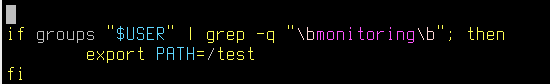 if groups "$USER" | grep -q "\bmonitoring\b"; then
        export PATH=/test
fi